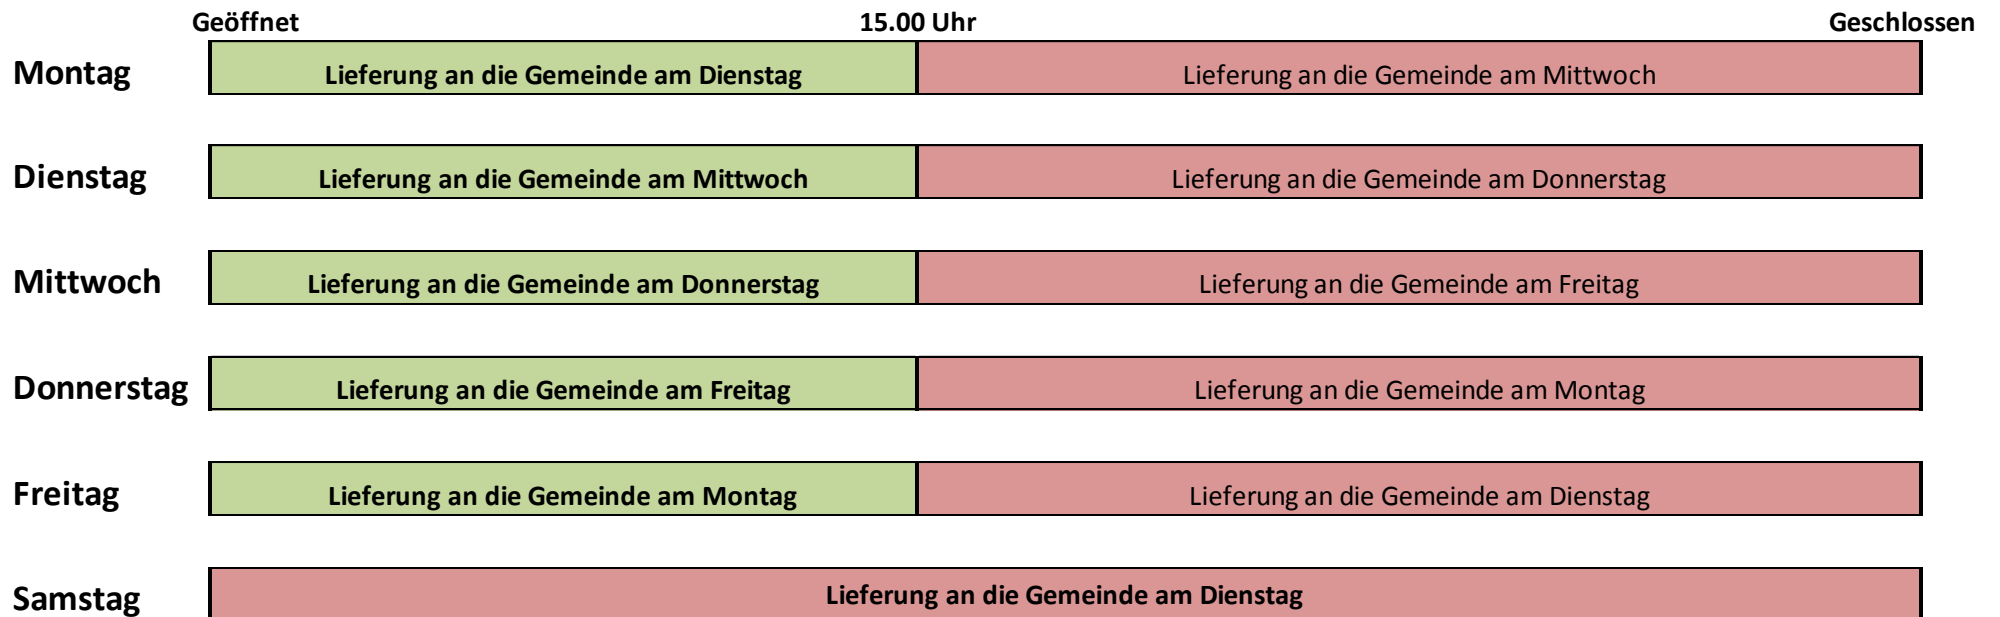 Geöffnet 15.00 Uhr Geschlossen
Montag Lieferung an die Gemeinde am Dienstag Lieferung an die Gemeinde am Mittwoch
Dienstag Lieferung an die Gemeinde am Mittwoch Lieferung an die Gemeinde am Donnerstag
Mittwoch Lieferung an die Gemeinde am Donnerstag Lieferung an die Gemeinde am Freitag
Donnerstag Lieferung an die Gemeinde am Freitag Lieferung an die Gemeinde am Montag
Freitag Lieferung an die Gemeinde am Montag Lieferung an die Gemeinde am Dienstag
Samstag Lieferung an die Gemeinde am Dienstag